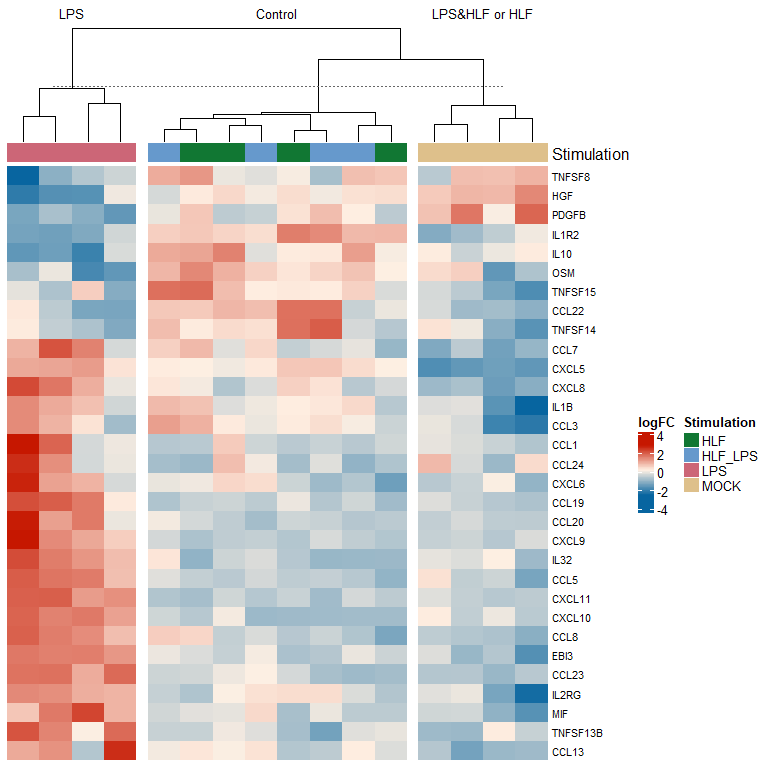 LPS Control LPS&HLF or HLF
Stimulation
TNFSF8
HGF
PDGFB
IL1R2
IL10
OSM
TNFSF15
CCL22
TNFSF14
CCL7
CXCL5
CXCL8
IL1B
CCL3
CCL1
CCL24
CXCL6
CCL19
CCL20
CXCL9
IL32
CCL5
CXCL11
CXCL10
CCL8
EBI3
CCL23
IL2RG
MIF
TNFSF13B
CCL13
logFC
4
2
0
-2
-4
Stimulation
HLF
HLF_LPS
LPS
MOCK